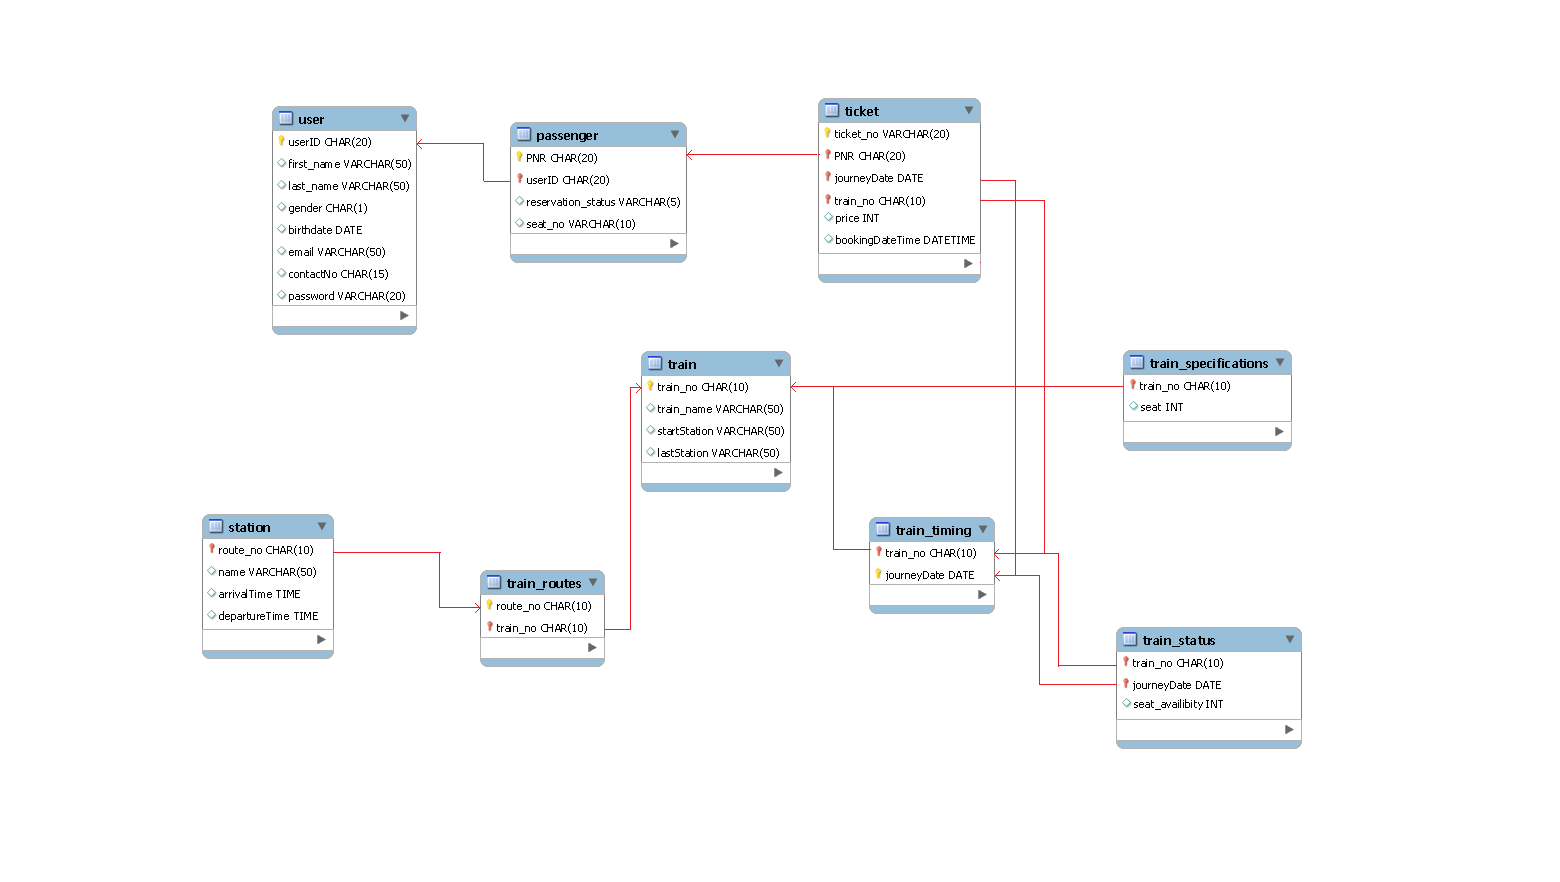 user
userID CHAR(20)
first_name VARCHAR(50)
last_name VARCHAR(50)
gender CHAR(1)
birthdate DATE
email VARCHAR(50)
contactNo CHAR(15)
password VARCHAR(20)
passenger
PNR CHAR(20)
userID CHAR(20)
reservation_status VARCHAR(5)
seat_no VARCHAR(10)
ticket
ticket_no VARCHAR(20)
PNR CHAR(20)
journeyDate DATE
train_no CHAR(10)
price INT
bookingDateTime DATETIME
train
train_no CHAR(10)
train_name VARCHAR(50)
startStation VARCHAR(50)
lastStation VARCHAR(50)
train_specifications
train_no CHAR(10)
seat INT
station
route_no CHAR(10)
name VARCHAR(50)
arrivalTime TIME
departureTime TIME
train_routes
route_no CHAR(10)
train_no CHAR(10)
train_timing
train_no CHAR(10)
journeyDate DATE
train_status
train_no CHAR(10)
journeyDate DATE
seat_availibity INT